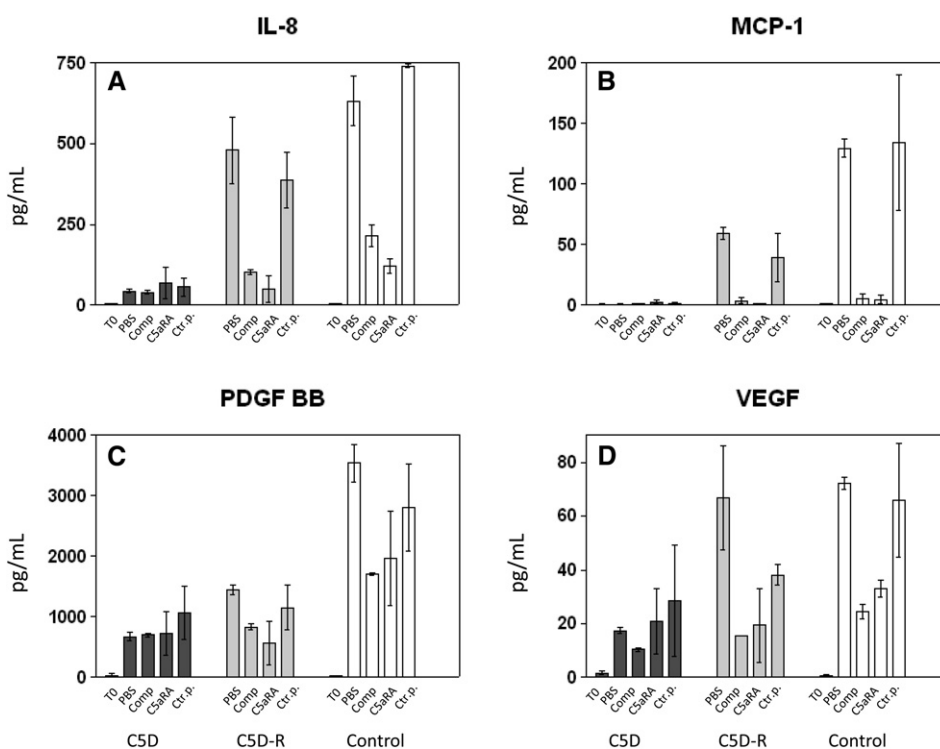 IL-8
A
pg/mL
750
500
250
0
T0 PBS Comp C5aRA Ctr.p. PBS Comp C5aRA Ctr.p. T0 PBS Comp C5aRA Ctr.p.
MCP-1
B
pg/mL
200
150
100
50
0
T0 PBS Comp C5aRA Ctr.p. PBS Comp C5aRA Ctr.p. T0 PBS Comp C5aRA Ctr.p.
PDGF BB
C
pg/mL
4000
3000
2000
1000
0
T0 PBS Comp C5aRA Ctr.p. PBS Comp C5aRA Ctr.p. T0 PBS Comp C5aRA Ctr.p.
C5D C5D-R Control
VEGF
D
pg/mL
80
60
40
20
0
T0 PBS Comp C5aRA Ctr.p. PBS Comp C5aRA Ctr.p. T0 PBS Comp C5aRA Ctr.p.
C5D C5D-R Control